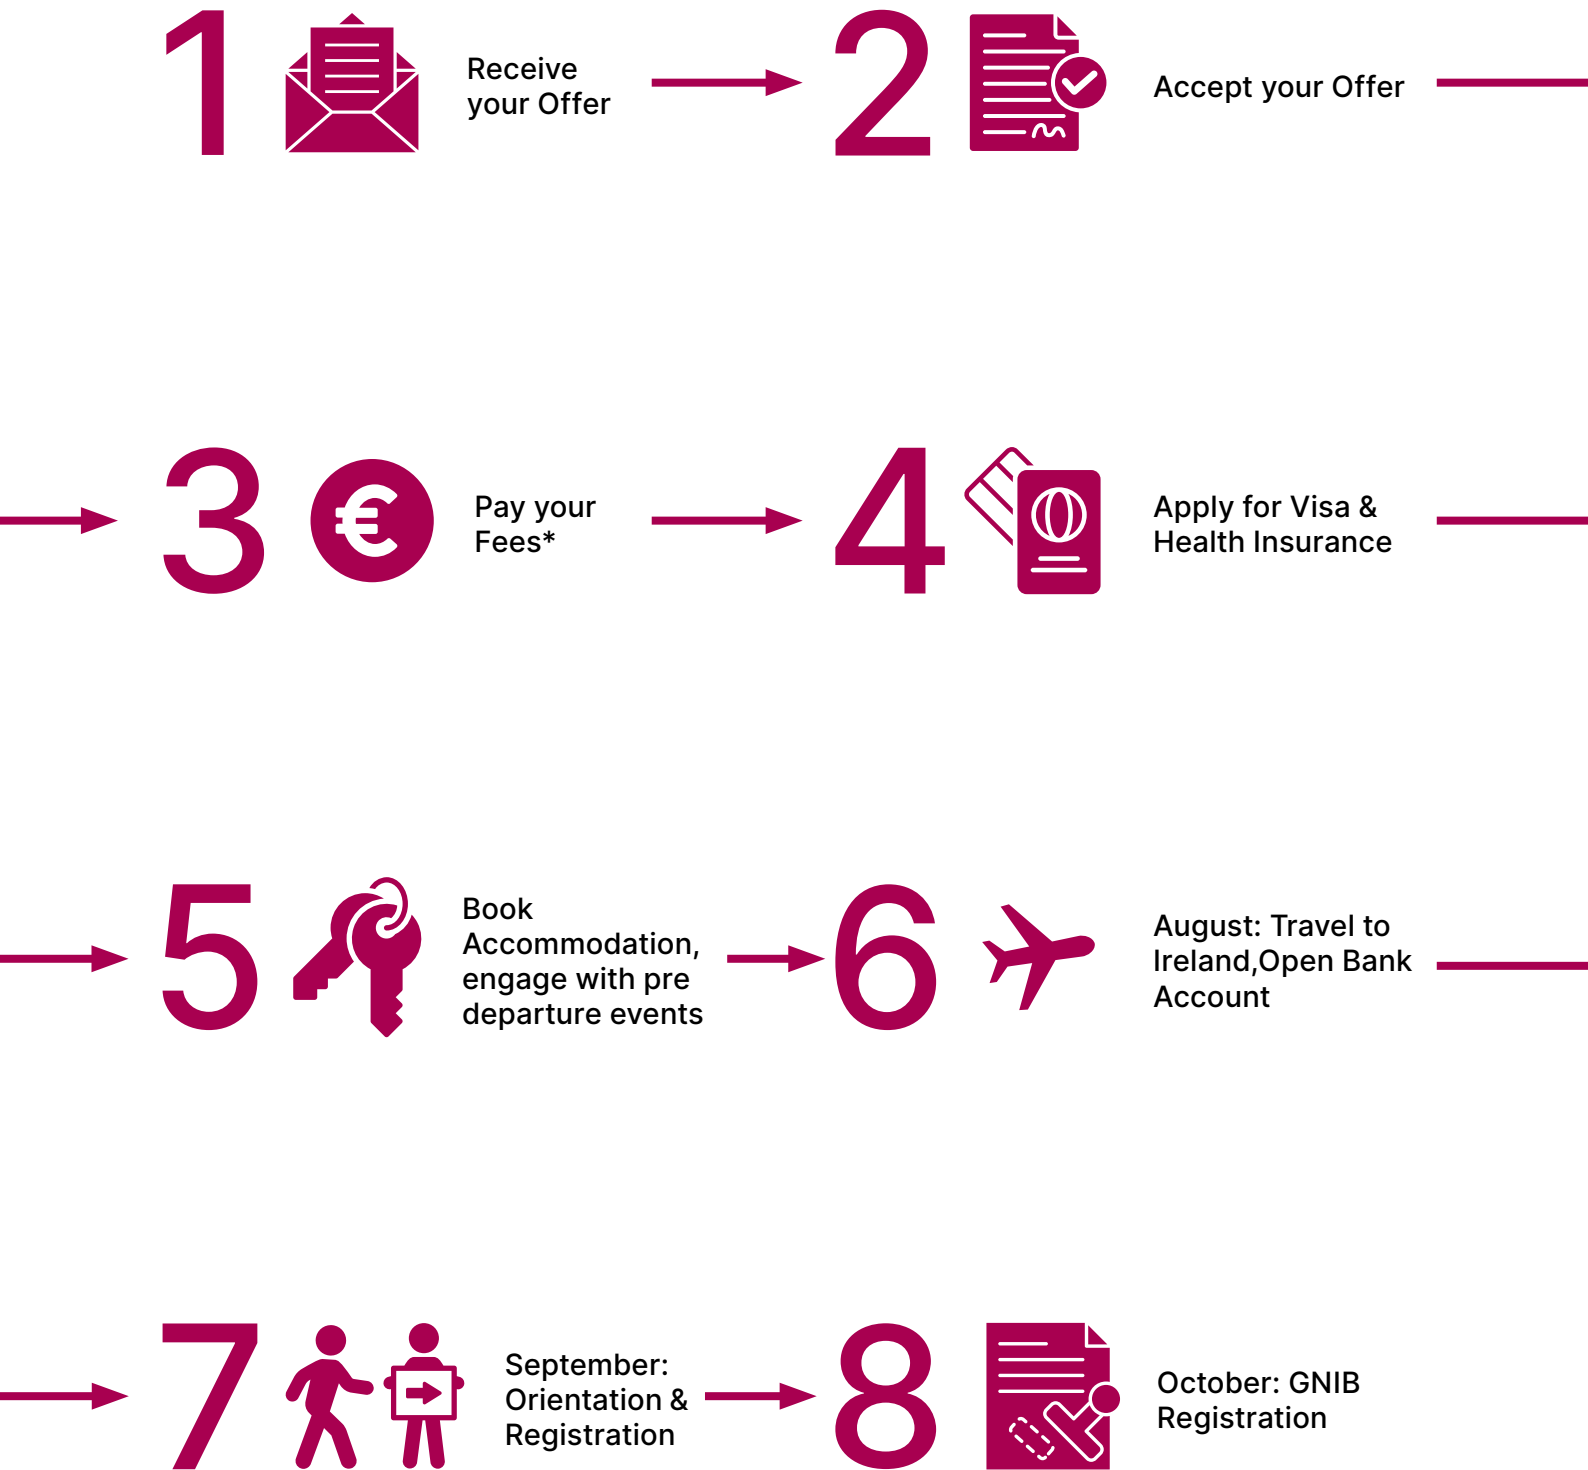 1
Receive
your Offer
2
Accept your Offer
3
€
Pay your
Fees*
4
Apply for Visa &
Health Insurance
5
Book
Accommodation,
engage with pre
departure events
6
August: Travel to
Ireland,Open Bank
Account
7
September:
Orientation &
Registration
8
October: GNIB
Registration